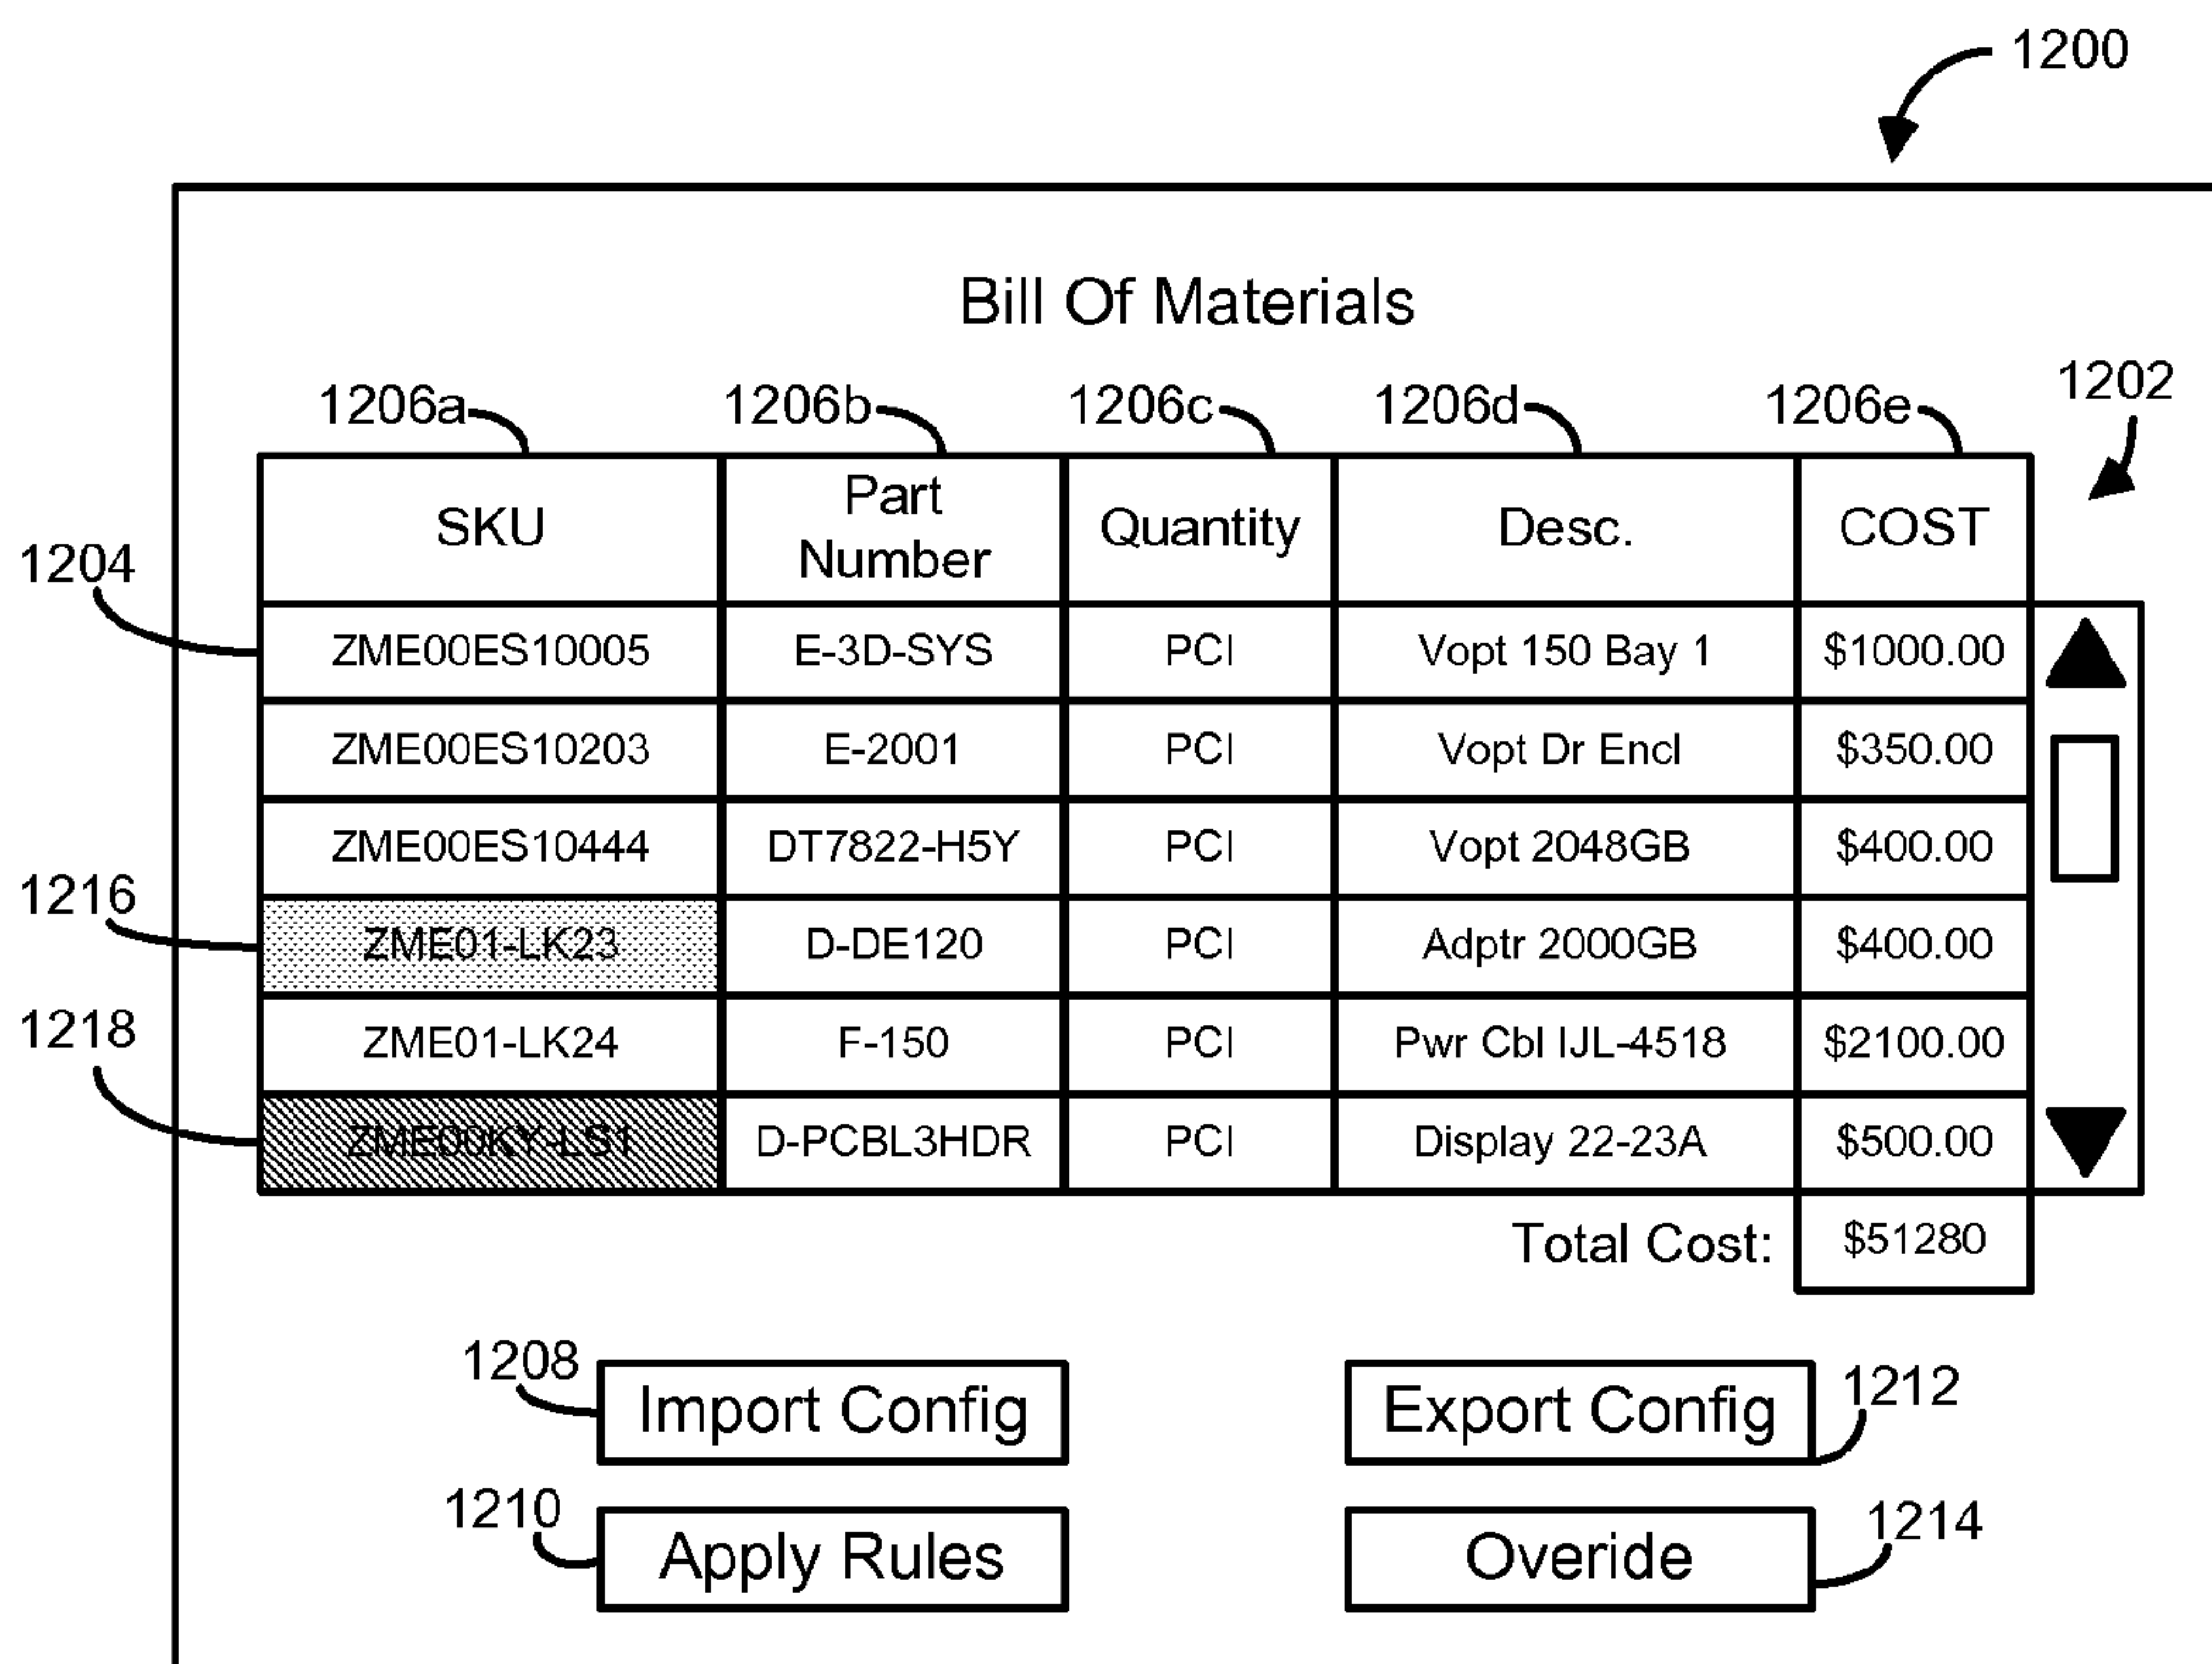 1200
Bill Of Materials
1202
1206a 1206b 1206c 1206d 1206e
SKU Part Number Quantity Desc. COST
1204
ZME00ES10005 E-3D-SYS PCI Vopt 150 Bay 1 $1000.00
ZME00ES10203 E-2001 PCI Vopt Dr Encl $350.00
ZME00ES10444 DT7822-H5Y PCI Vopt 2048GB $400.00
1216
ZME01-LK23 D-DE120 PCI Adptr 2000GB $400.00
1218
ZME01-LK24 F-150 PCI Pwr Cbl IJL-4518 $2100.00
ZME00KY-LS1 D-PCBL3HDR PCI Display 22-23A $500.00
Total Cost: $51280
1208 Import Config Export Config 1212
1210 Apply Rules Overide 1214